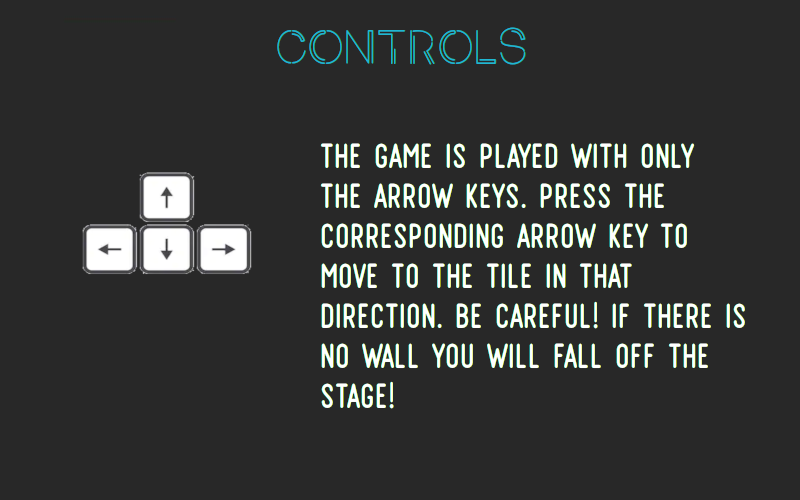 CONTROLS
THE GAME IS PLAYED WITH ONLY
THE ARROW KEYS. PRESS THE
CORRESPONDING ARROW KEY TO
MOVE TO THE TILE IN THAT
DIRECTION. BE CAREFUL! IF THERE IS
NO WALL YOU WILL FALL OFF THE
STAGE!